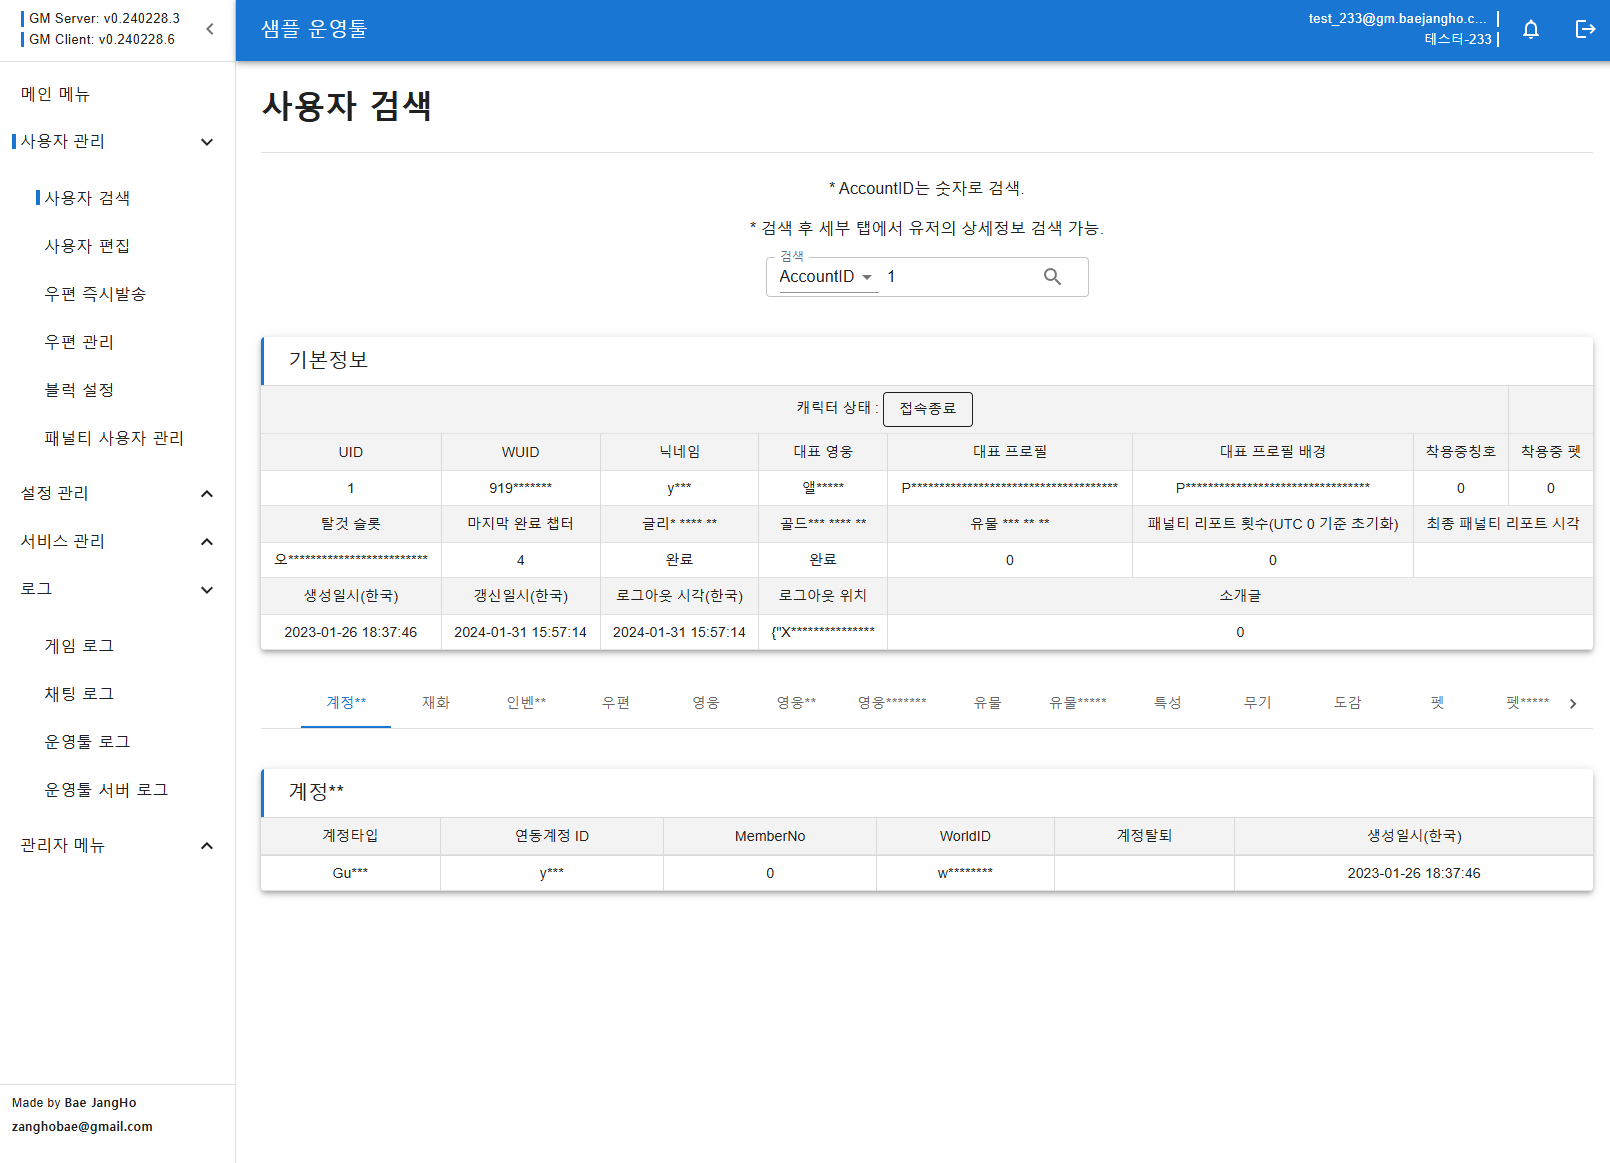 GM Server: v0.240228.3
GM Client: v0.240228.6
샘플 운영툴
test_233@gm.baejangho.c...
테스터-233
메인 메뉴
사용자 관리
사용자 검색
사용자 편집
우편 즉시발송
우편 관리
블럭 설정
패널티 사용자 관리
설정 관리
서비스 관리
로그
게임 로그
채팅 로그
운영툴 로그
운영툴 서버 로그
관리자 메뉴
Made by Bae JangHo
zanghobae@gmail.com
사용자 검색
* AccountID는 숫자로 검색.
* 검색 후 세부 탭에서 유저의 상세정보 검색 가능.
검색
AccountID 1
기본정보
캐릭터 상태 : 접속종료
UID WUID 닉네임 대표 영웅 대표 프로필 대표 프로필 배경 착용중칭호 착용중 펫
1 919******* y*** 앨***** P************************************* P********************************* 0 0
탈것 슬롯 마지막 완료 챕터 글리* **** ** 골드*** **** ** 유물 *** ** ** 패널티 리포트 횟수(UTC 0 기준 초기화) 최종 패널티 리포트 시각
오************************* 4 완료 완료 0 0
생성일시(한국) 갱신일시(한국) 로그아웃 시각(한국) 로그아웃 위치 소개글
2023-01-26 18:37:46 2024-01-31 15:57:14 2024-01-31 15:57:14 {"X*************** 0
계정** 재화 인벤** 우편 영웅 영웅** 영웅******* 유물 유물***** 특성 무기 도감 펫 펫*****
계정**
계정타입 연동계정 ID MemberNo WorldID 계정탈퇴 생성일시(한국)
Gu*** y*** 0 w******** 2023-01-26 18:37:46